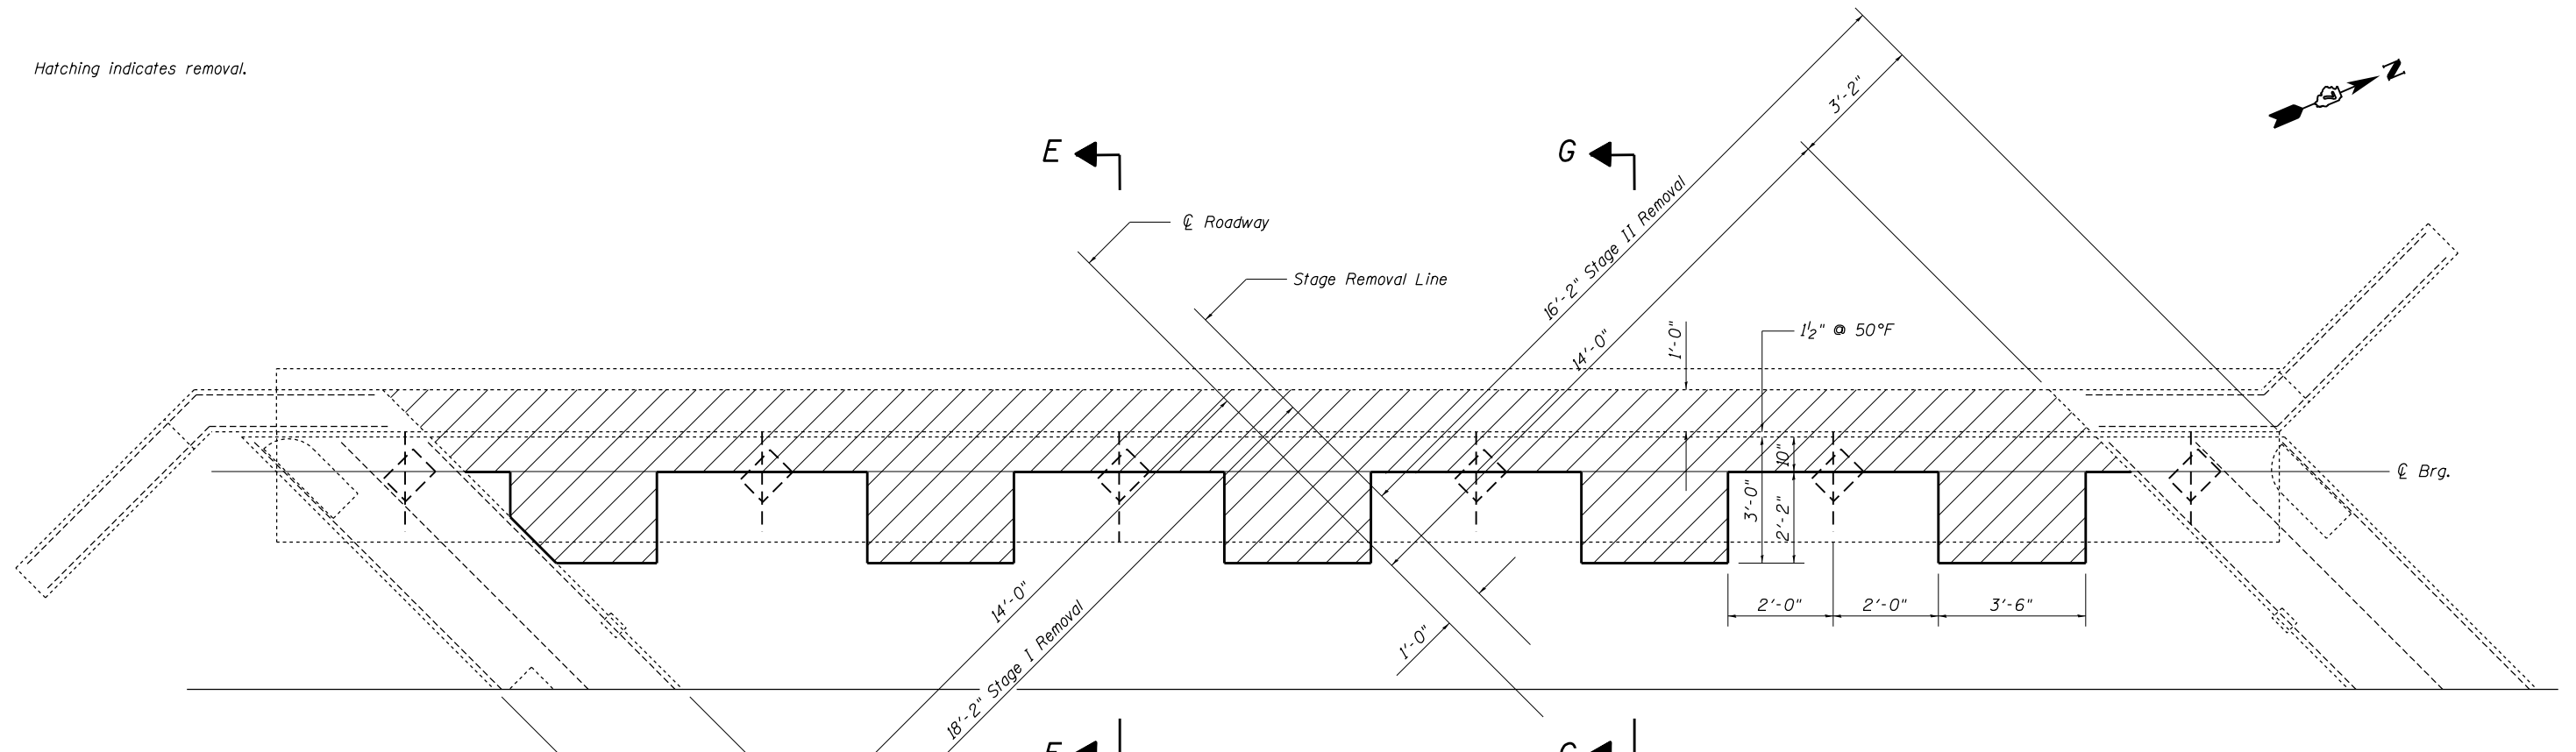 Hatching indicates removal.
N
3'-2"
E
G
16'-2" Stage II Removal
℄ Roadway
Stage Removal Line
1'-0"
1½" @ 50°F
14'-0"
10"
℄ Brg.
3'-0"
2'-2"
14'-0"
2'-0"
2'-0"
3'-6"
18'-2" Stage I Removal
1'-0"